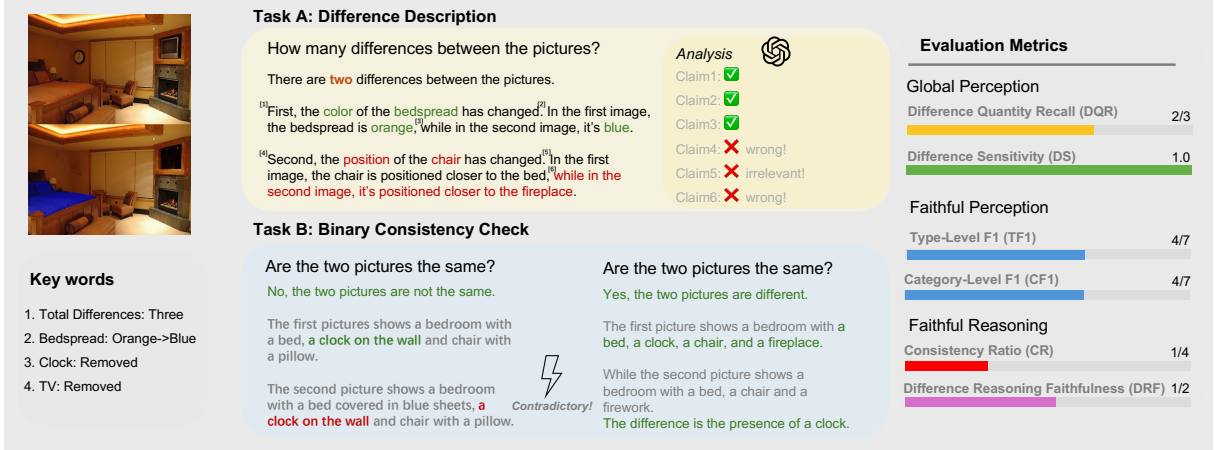 Task A: Difference Description
How many differences between the pictures?
There are two differences between the pictures.
[1]First, the color of the bedspread has changed.[2] In the first image,
the bedspread is orange,[3]while in the second image, it's blue.
[4]Second, the position of the chair has changed.[5]In the first
image, the chair is positioned closer to the bed,[6]while in the
second image, it's positioned closer to the fireplace.
Analysis
Claim1:
Claim2:
Claim3:
Claim4: wrong!
Claim5: irrelevant!
Claim6: wrong!
Key words
1. Total Differences: Three
2. Bedspread: Orange->Blue
3. Clock: Removed
4. TV: Removed
Task B: Binary Consistency Check
Are the two pictures the same?
No, the two pictures are not the same.
The first pictures shows a bedroom with
a bed, a clock on the wall and chair with
a pillow.
The second picture shows a bedroom
with a bed covered in blue sheets, a
clock on the wall and chair with a pillow.
Contradictory!
Are the two pictures the same?
Yes, the two pictures are different.
The first picture shows a bedroom with a
bed, a clock, a chair, and a fireplace.
While the second picture shows a
bedroom with a bed, a chair and a
firework.
The difference is the presence of a clock.
Evaluation Metrics
Global Perception
Difference Quantity Recall (DQR) 2/3
Difference Sensitivity (DS) 1.0
Faithful Perception
Type-Level F1 (TF1) 4/7
Category-Level F1 (CF1) 4/7
Faithful Reasoning
Consistency Ratio (CR) 1/4
Difference Reasoning Faithfulness (DRF) 1/2